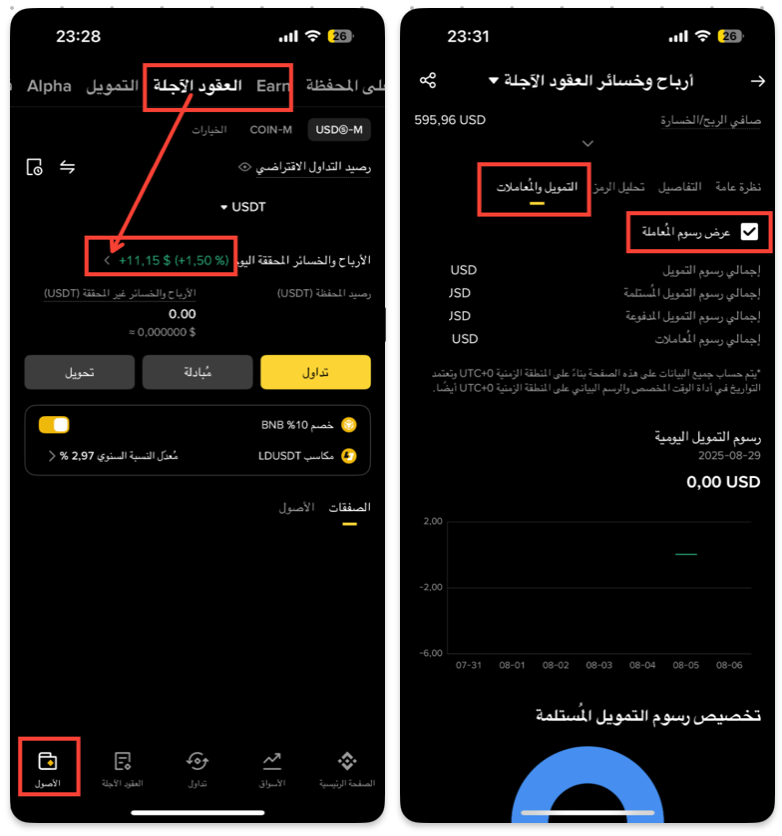 23:28
26
على المحفظة
Earn
العقود الآجلة
التمويل
Alpha
USDⓈ-M
COIN-M
الخيارات
رصيد التداول الافتراضي
USDT
الأرباح والخسائر المحققة اليو
+11,15 $ (+1,50 %)
رصيد المحفظة (USDT)
الأرباح والخسائر غير المحققة (USDT)
0.00
≈ 0,000000 $
تداول
مُبادلة
تحويل
خصم 10% BNB
مكاسب LDUSDT
مُعدّل النسبة السنوي 2,97 %
الصفقات
الأصول
الصفحة الرئيسية
الأسواق
تداول
العقود الآجلة
الأصول
23:31
26
أرباح وخسائر العقود الآجلة
صافي الربح/الخسارة
595,96 USD
نظرة عامة
التفاصيل
تحليل الرمز
التمويل والمُعاملات
عرض رسوم المُعاملة
إجمالي رسوم التمويل USD
إجمالي رسوم التمويل المُستلمة JSD
إجمالي رسوم التمويل المدفوعة JSD
إجمالي رسوم المُعاملات USD
*يتم حساب جميع البيانات على هذه الصفحة بناءً على المنطقة الزمنية UTC+0 وتعتمد
التواريخ في أداة الوقت المخصص والرسم البياني على المنطقة الزمنية UTC+0 أيضًا.
رسوم التمويل اليومية
2025-08-29
0,00 USD
2,00
-2,00
-6,00
07-31 08-01 08-02 08-03 08-04 08-05 08-06
تخصيص رسوم التمويل المُستلمة